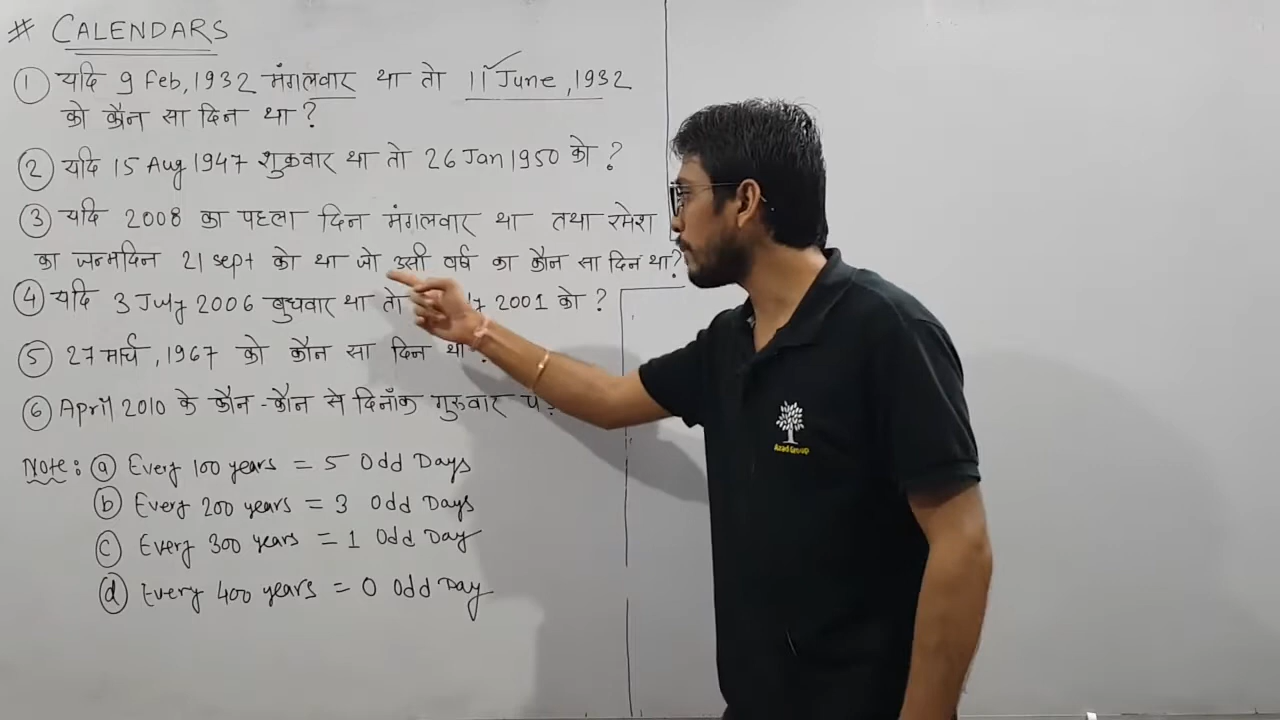 # CALENDARS
① यदि 9 Feb, 1932 मंगलवार था तो 11 June, 1932
को कौन सा दिन था ?
② यदि 15 Aug 1947 शुक्रवार था तो 26 Jan 1950 को ?
③ यदि 2008 का पहला दिन मंगलवार था तथा रमेश
का जन्मदिन 21 Sept को था जो उसी वर्ष का कौन सा दिन था?
④ यदि 3 July 2006 बुधवार था तो 2001 को ?
⑤ 27 मार्च, 1967 को कौन सा दिन था ?
⑥ April 2010 के कौन-कौन से दिनाँक गुरुवार
Note: ⓐ Every 100 years = 5 Odd Days
ⓑ Every 200 years = 3 Odd Days
ⓒ Every 300 years = 1 Odd Day
ⓓ Every 400 years = 0 Odd Day
Azad Group